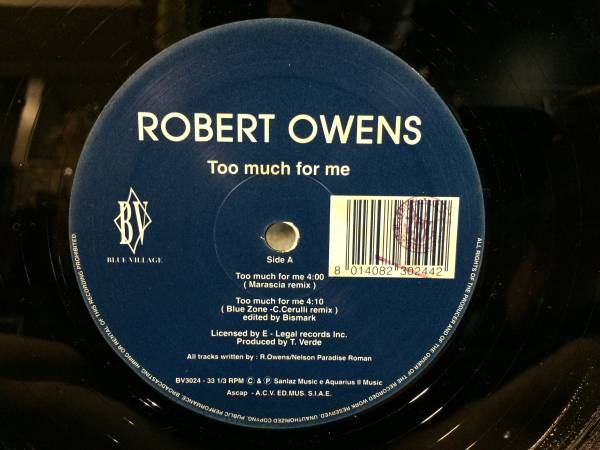 ROBERT OWENS
Too much for me
BV
BLUE VILLAGE
Side A
8 014082 302442
Too much for me 4:00
( Marascia remix )
Too much for me 4:10
( Blue Zone -C.Cerulli remix )
edited by Bismark
Licensed by E - Legal records Inc.
Produced by T. Verde
All tracks written by : R.Owens/Nelson Paradise Roman
BV3024 - 33 1/3 RPM © & ℗ Sanlaz Music e Aquarius II Music
Ascap - A.C.V. ED.MUS. S.I.A.E.
ALL RIGHTS OF THE PRODUCER AND OF THE OWNER OF THE RECORDED WORK RESERVED. UNAUTHORIZED COPYNG, PUBLIC PERFORMANCE, BROADCASTING, HIRING OR RENTAL OF THIS RECORDING PROHIBITED.